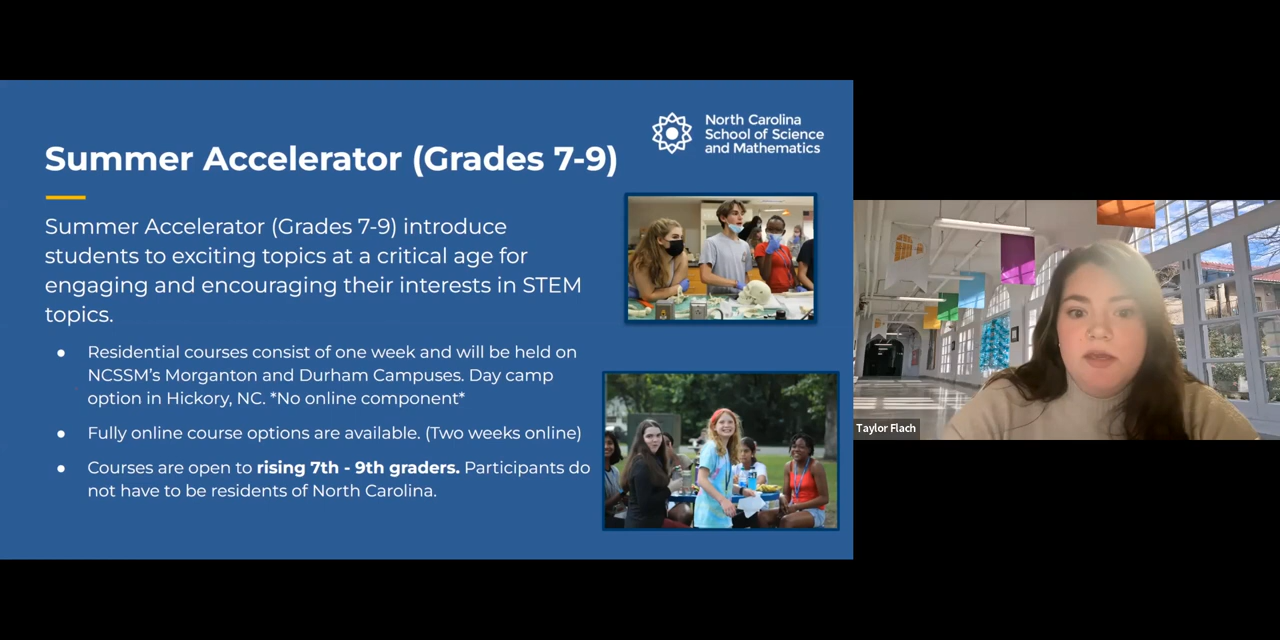 North Carolina
School of Science
and Mathematics
Summer Accelerator (Grades 7-9)
Summer Accelerator (Grades 7-9) introduce
students to exciting topics at a critical age for
engaging and encouraging their interests in STEM
topics.
● Residential courses consist of one week and will be held on
NCSSM’s Morganton and Durham Campuses. Day camp
option in Hickory, NC. *No online component*
● Fully online course options are available. (Two weeks online)
● Courses are open to rising 7th - 9th graders. Participants do
not have to be residents of North Carolina.
Taylor Flach